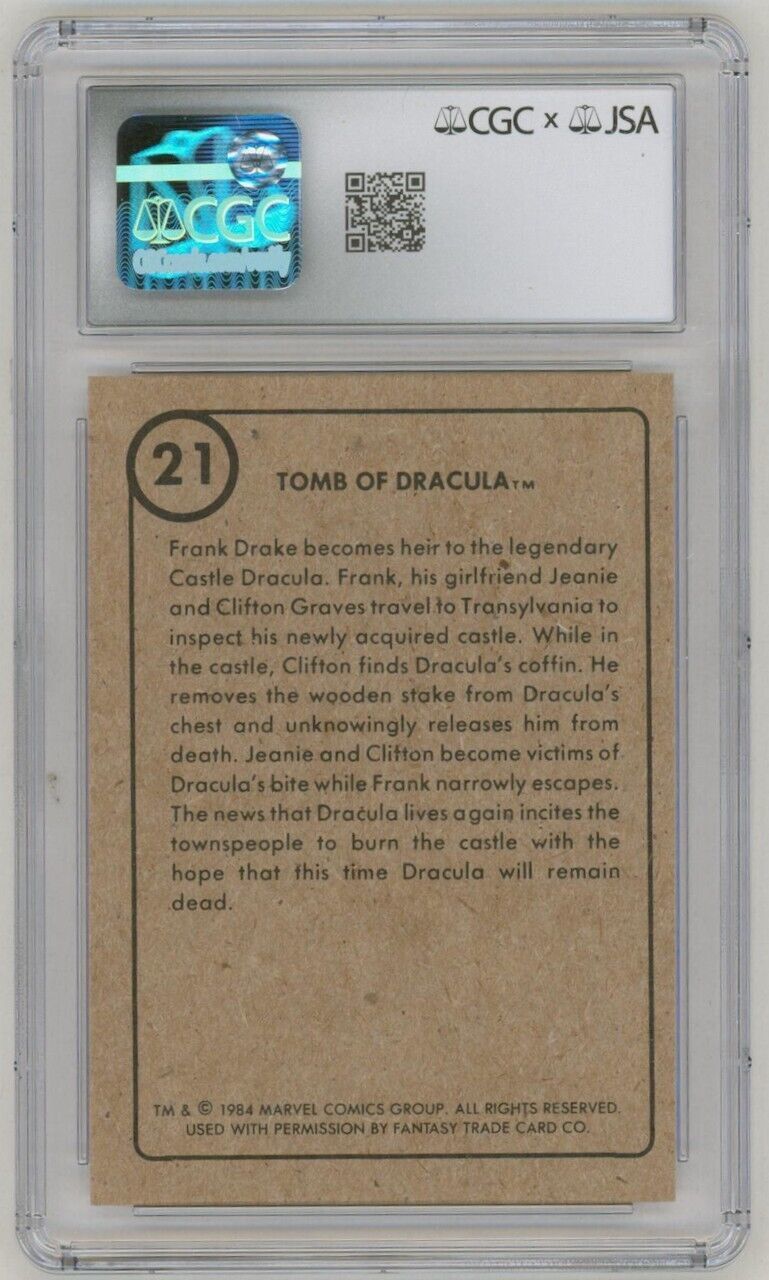 CGC x JSA
CGC
21
TOMB OF DRACULA™
Frank Drake becomes heir to the legendary
Castle Dracula. Frank, his girlfriend Jeanie
and Clifton Graves travel to Transylvania to
inspect his newly acquired castle. While in
the castle, Clifton finds Dracula's coffin. He
removes the wooden stake from Dracula's
chest and unknowingly releases him from
death. Jeanie and Clifton become victims of
Dracula's bite while Frank narrowly escapes.
The news that Dracula lives again incites the
townspeople to burn the castle with the
hope that this time Dracula will remain
dead.
TM & © 1984 MARVEL COMICS GROUP. ALL RIGHTS RESERVED.
USED WITH PERMISSION BY FANTASY TRADE CARD CO.